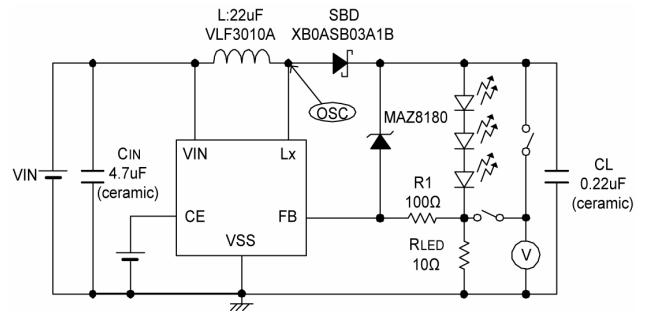 L:22uF
VLF3010A
SBD
XB0ASB03A1B
OSC
MAZ8180
VIN
CIN
4.7uF
(ceramic)
VIN
Lx
CE
FB
VSS
R1
100Ω
RLED
10Ω
V
CL
0.22uF
(ceramic)